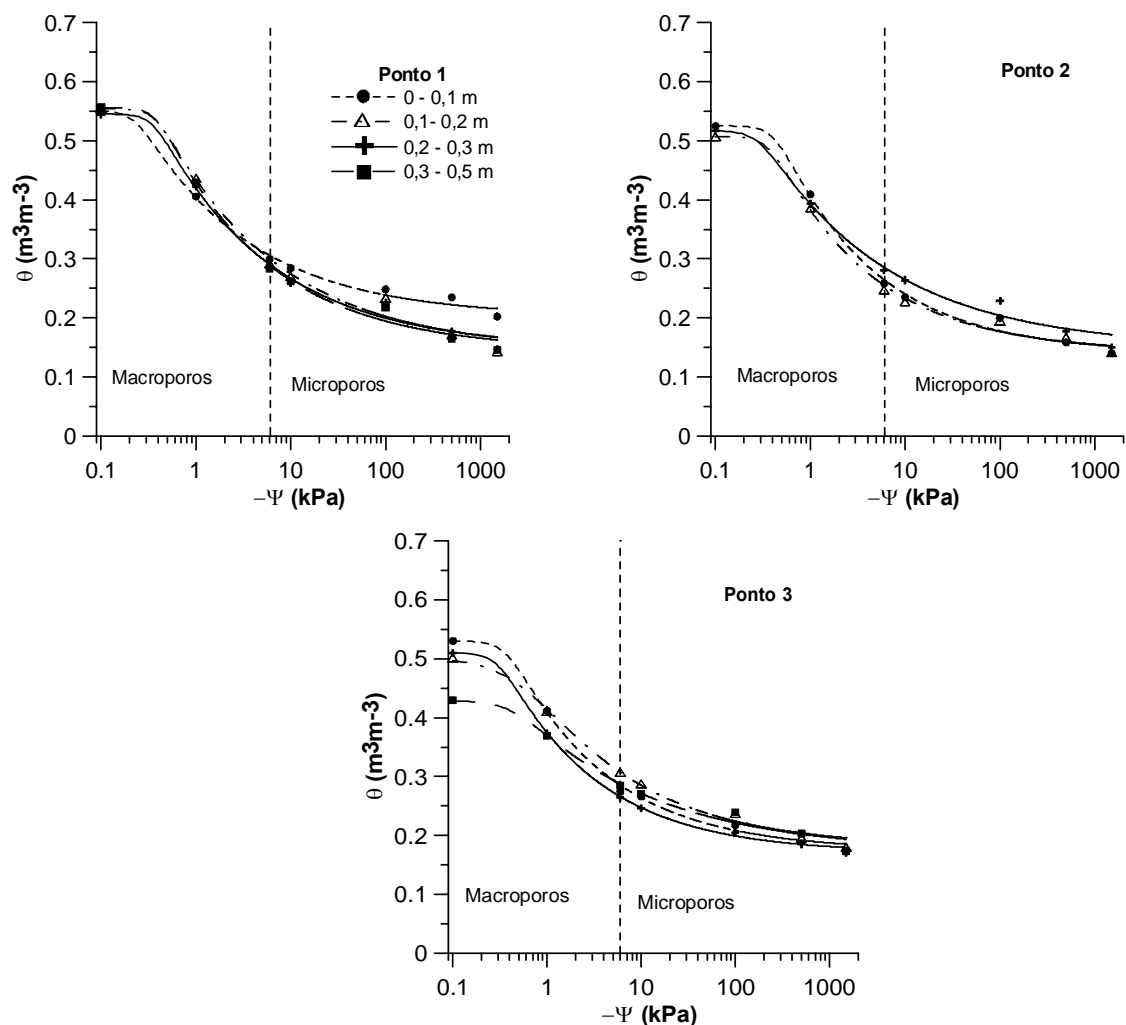 0.7
0.6
0.5
0.4
0.3
0.2
0.1
0
θ (m3m-3)
Ponto 1
0 - 0,1 m
0,1- 0,2 m
0,2 - 0,3 m
0,3 - 0,5 m
Macroporos
Microporos
0.1 1 10 100 1000
−Ψ (kPa)
0.7
0.6
0.5
0.4
0.3
0.2
0.1
0
θ (m3m-3)
Ponto 2
Macroporos
Microporos
0.1 1 10 100 1000
−Ψ (kPa)
0.7
0.6
0.5
0.4
0.3
0.2
0.1
0
θ (m3m-3)
Ponto 3
Macroporos
Microporos
0.1 1 10 100 1000
−Ψ (kPa)